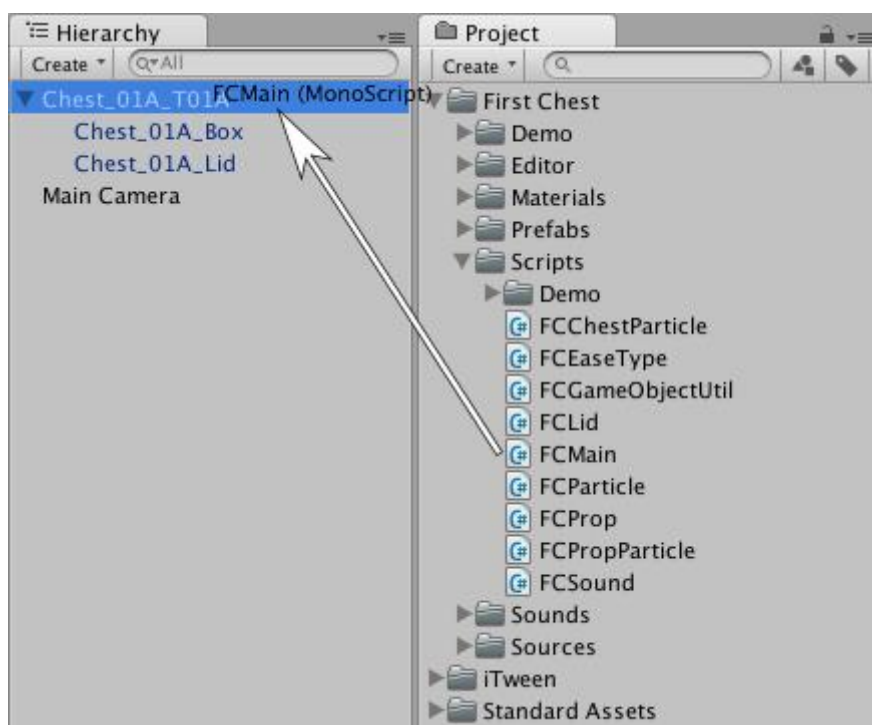 Hierarchy
Create
All
Chest_01A_T01A
FCMain (MonoScript)
Chest_01A_Box
Chest_01A_Lid
Main Camera
Project
Create
First Chest
Demo
Editor
Materials
Prefabs
Scripts
Demo
FCChestParticle
FCEaseType
FCGameObjectUtil
FCLid
FCMain
FCParticle
FCProp
FCPropParticle
FCSound
Sounds
Sources
iTween
Standard Assets